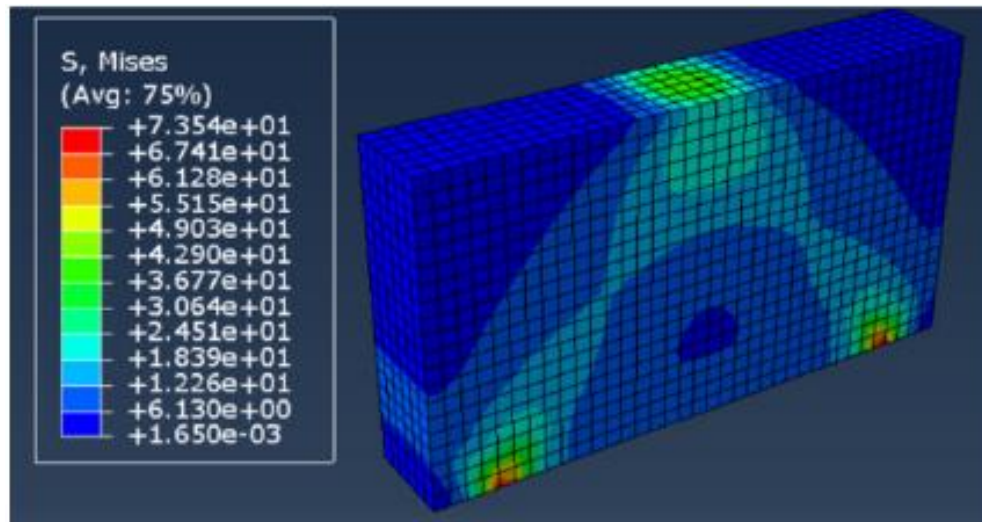 S, Mises
(Avg: 75%)
+7.354e+01
+6.741e+01
+6.128e+01
+5.515e+01
+4.903e+01
+4.290e+01
+3.677e+01
+3.064e+01
+2.451e+01
+1.839e+01
+1.226e+01
+6.130e+00
+1.650e-03